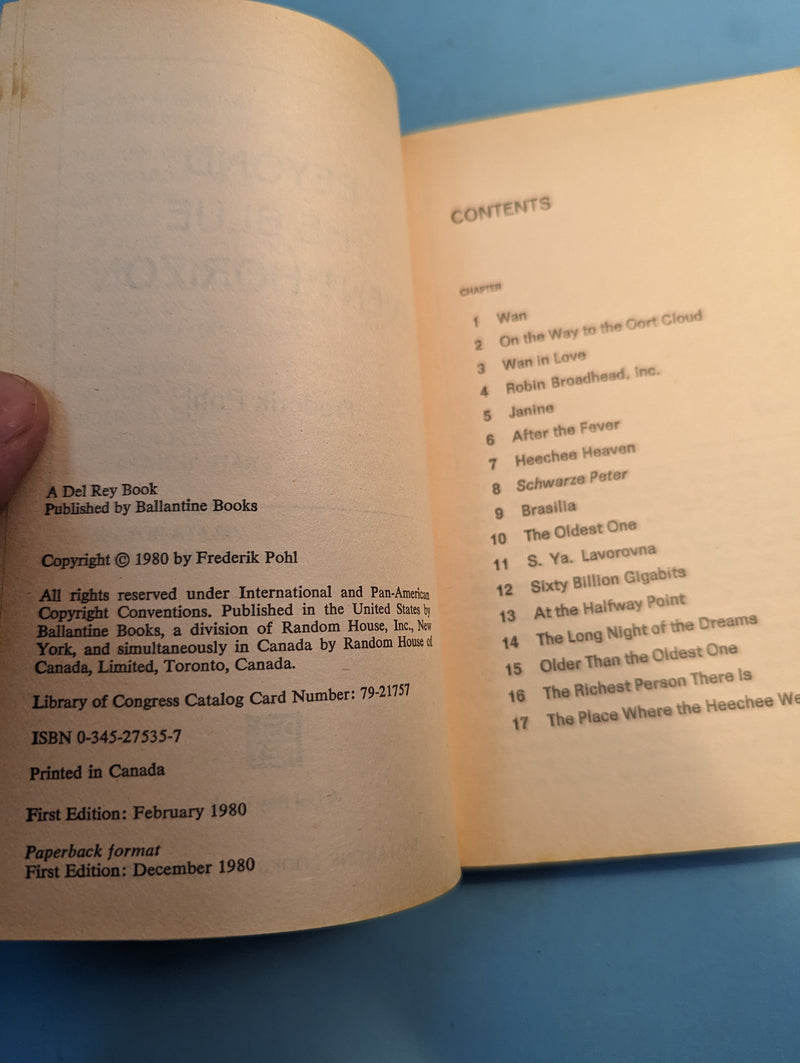 A Del Rey Book
Published by Ballantine Books
Copyright © 1980 by Frederik Pohl
All rights reserved under International and Pan-American
Copyright Conventions. Published in the United States by
Ballantine Books, a division of Random House, Inc., New
York, and simultaneously in Canada by Random House of
Canada, Limited, Toronto, Canada.
Library of Congress Catalog Card Number: 79-21757
ISBN 0-345-27535-7
Printed in Canada
First Edition: February 1980
Paperback format
First Edition: December 1980
CONTENTS
CHAPTER
1 Wan
2 On the Way to the Oort Cloud
3 Wan in Love
4 Robin Broadhead, Inc.
5 Janine
6 After the Fever
7 Heechee Heaven
8 Schwarze Peter
9 Brasilia
10 The Oldest One
11 S. Ya. Lavorovna
12 Sixty Billion Gigabits
13 At the Halfway Point
14 The Long Night of the Dreams
15 Older Than the Oldest One
16 The Richest Person There Is
17 The Place Where the Heechee We